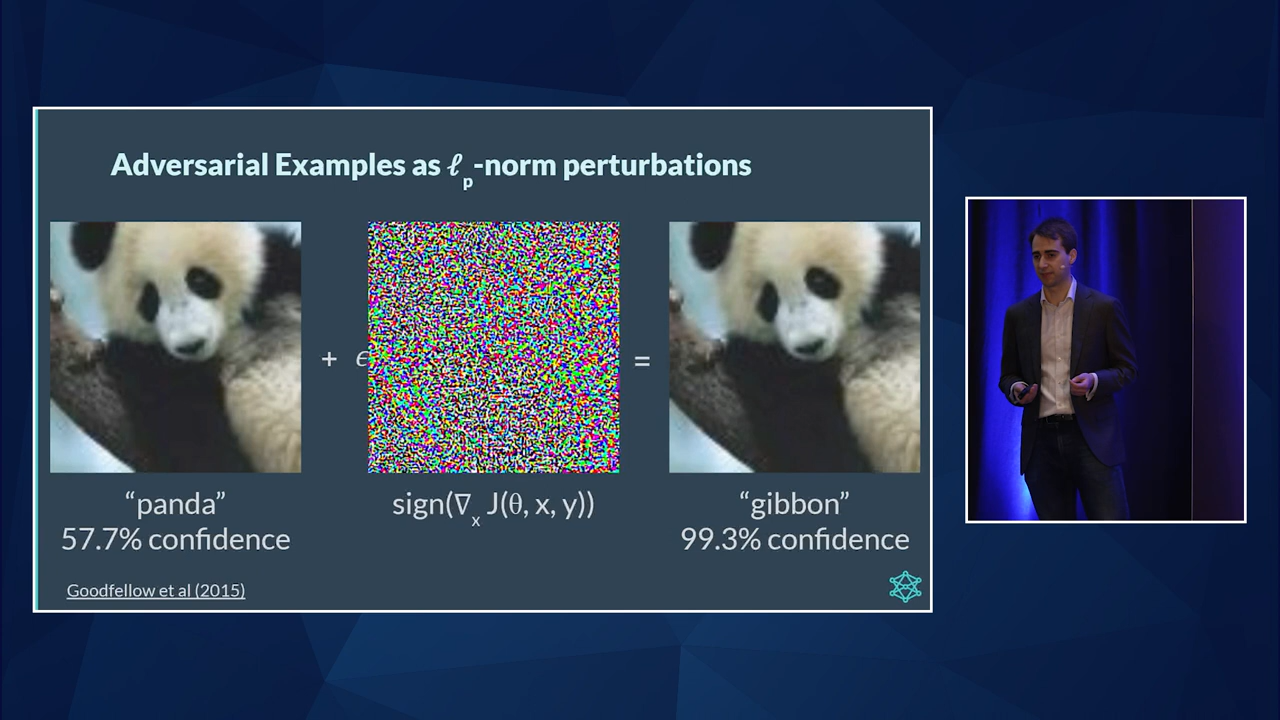 Adversarial Examples as ℓp-norm perturbations
+ ϵ
=
“panda”
57.7% confidence
sign(∇x J(θ, x, y))
“gibbon”
99.3% confidence
Goodfellow et al (2015)